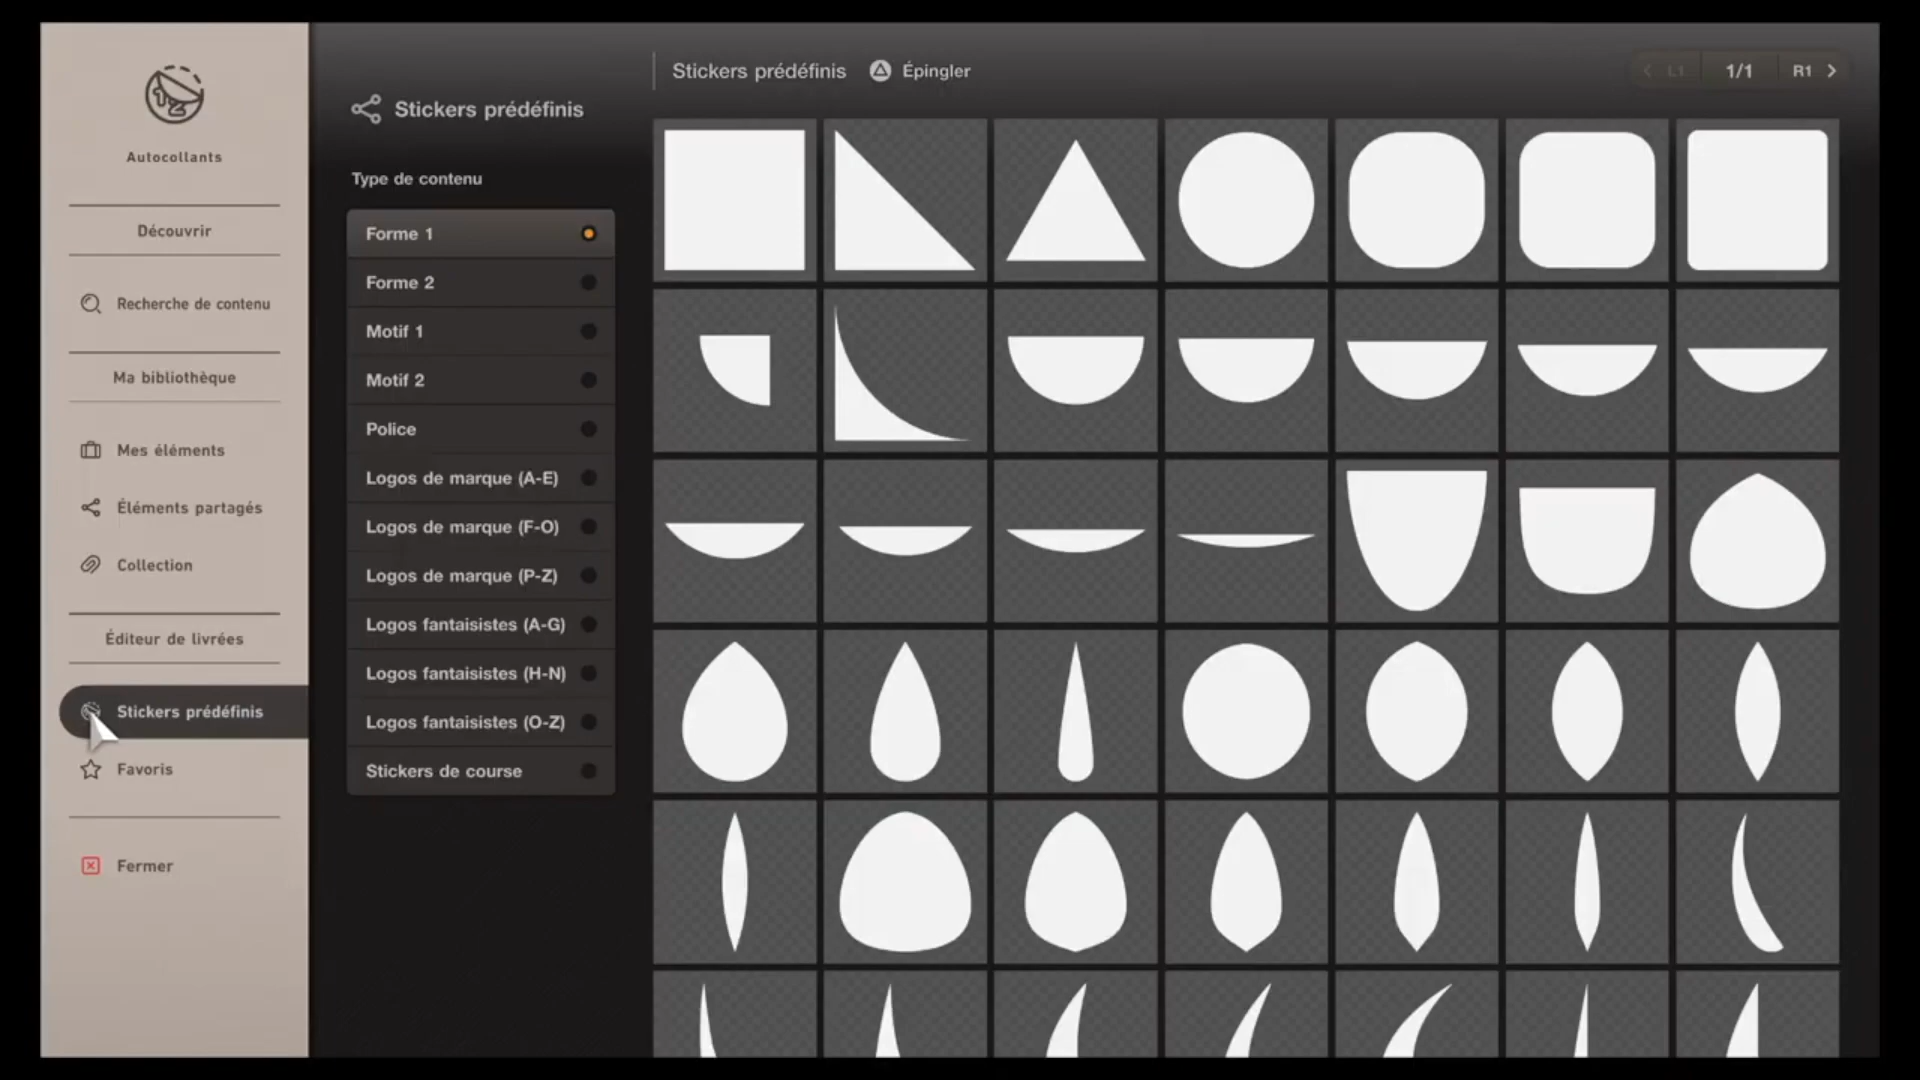 Autocollants
Découvrir
Recherche de contenu
Ma bibliothèque
Mes éléments
Éléments partagés
Collection
Éditeur de livrées
Stickers prédéfinis
Favoris
Fermer
Stickers prédéfinis
Type de contenu
Forme 1
Forme 2
Motif 1
Motif 2
Police
Logos de marque (A-E)
Logos de marque (F-O)
Logos de marque (P-Z)
Logos fantaisistes (A-G)
Logos fantaisistes (H-N)
Logos fantaisistes (O-Z)
Stickers de course
Stickers prédéfinis Épingler
L1 1/1 R1